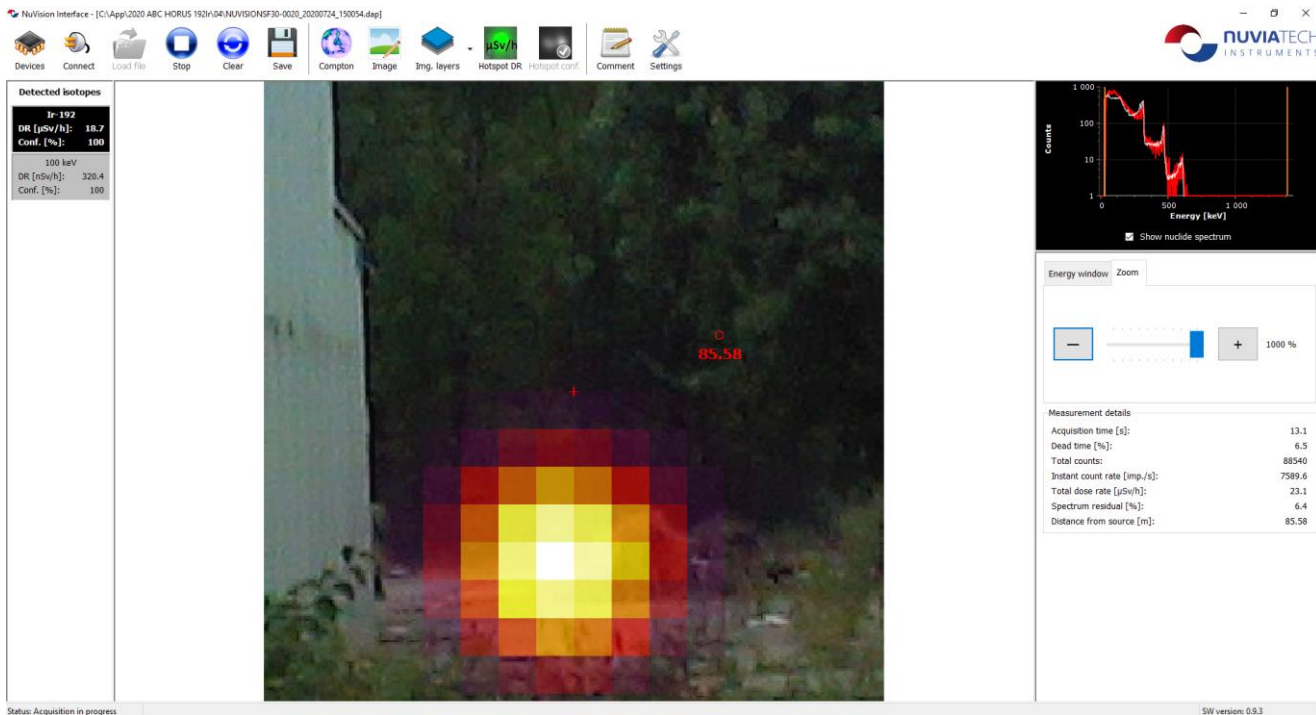 NuVision Interface - [C:\App\2020 ABC HORUS 192Ir\04\NUVISIONSF30-0020_20200724_150054.dap]
Devices Connect Load file Stop Clear Save Compton Image Img. layers Hotspot DR Hotspot conf. Comment Settings
µSv/h
NUVIATECH
INSTRUMENTS
Detected isotopes
Ir-192
DR [µSv/h]: 18.7
Conf. [%]: 100
100 keV
DR [nSv/h]: 320.4
Conf. [%]: 100
85.58
Counts
1 000
100
10
1
0 500 1 000
Energy [keV]
Show nuclide spectrum
Energy window Zoom
1000 %
Measurement details
Acquisition time [s]: 13.1
Dead time [%]: 6.5
Total counts: 88540
Instant count rate [imp./s]: 7589.6
Total dose rate [µSv/h]: 23.1
Spectrum residual [%]: 6.4
Distance from source [m]: 85.58
Status: Acquisition in progress
SW version: 0.9.3